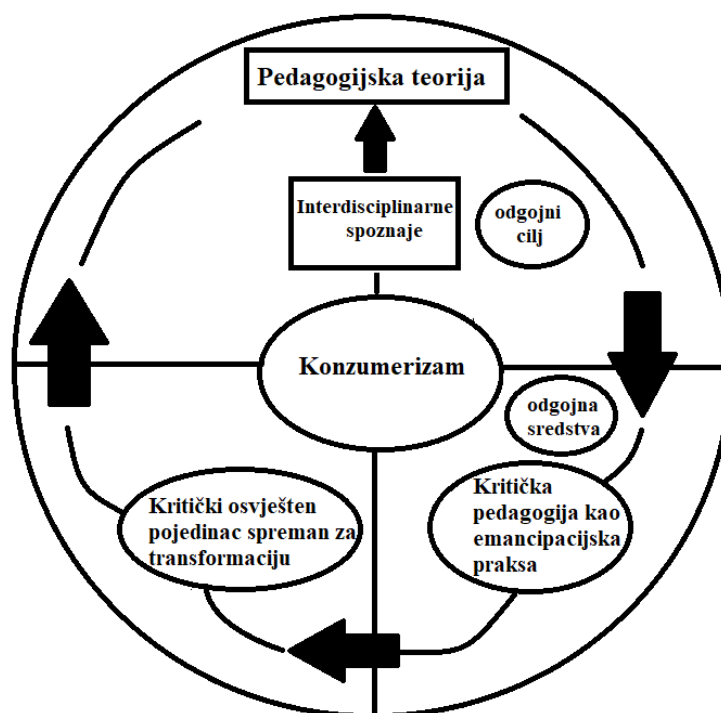 Pedagogijska teorija
Interdisciplinarne
spoznaje
odgojni
cilj
Konzumerizam
odgojna
sredstva
Kritički osvješten
pojedinac spreman za
transformaciju
Kritička
pedagogija kao
emancipacijska
praksa